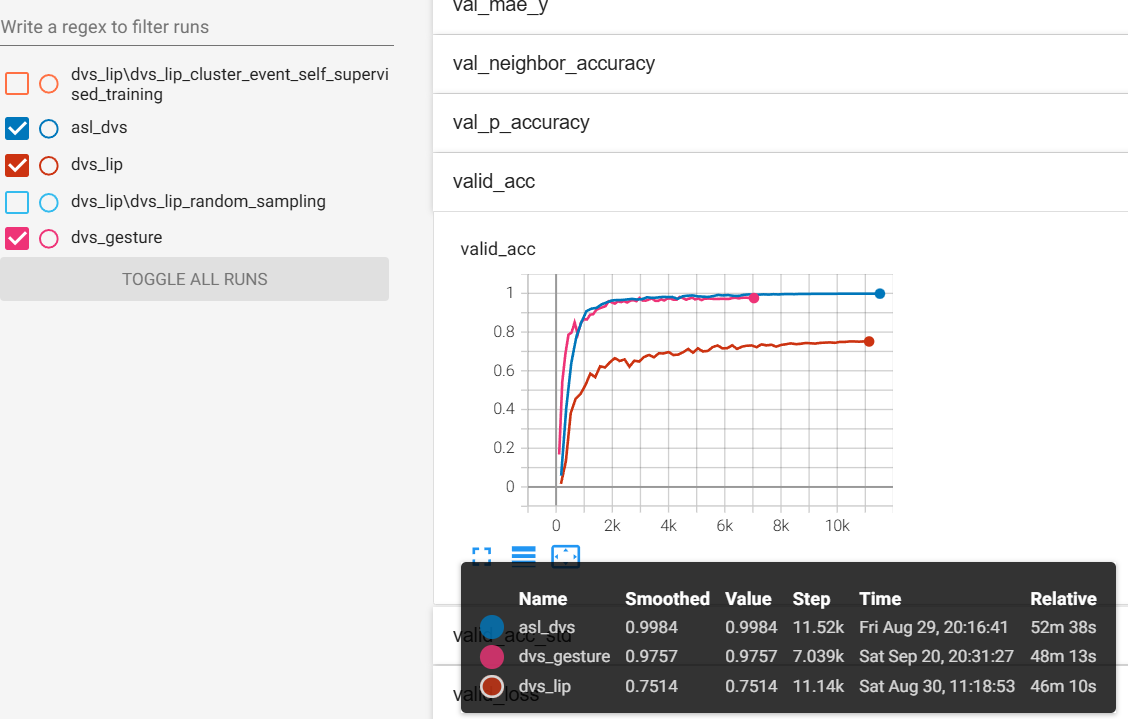 Write a regex to filter runs
dvs_lip\dvs_lip_cluster_event_self_supervi
sed_training
asl_dvs
dvs_lip
dvs_lip\dvs_lip_random_sampling
dvs_gesture
TOGGLE ALL RUNS
val_mae_y
val_neighbor_accuracy
val_p_accuracy
valid_acc
valid_acc
1
0.8
0.6
0.4
0.2
0
0 2k 4k 6k 8k 10k
Name Smoothed Value Step Time Relative
asl_dvs 0.9984 0.9984 11.52k Fri Aug 29, 20:16:41 52m 38s
valid_acc_std
dvs_gesture 0.9757 0.9757 7.039k Sat Sep 20, 20:31:27 48m 13s
dvs_lip 0.7514 0.7514 11.14k Sat Aug 30, 11:18:53 46m 10s
valid_loss